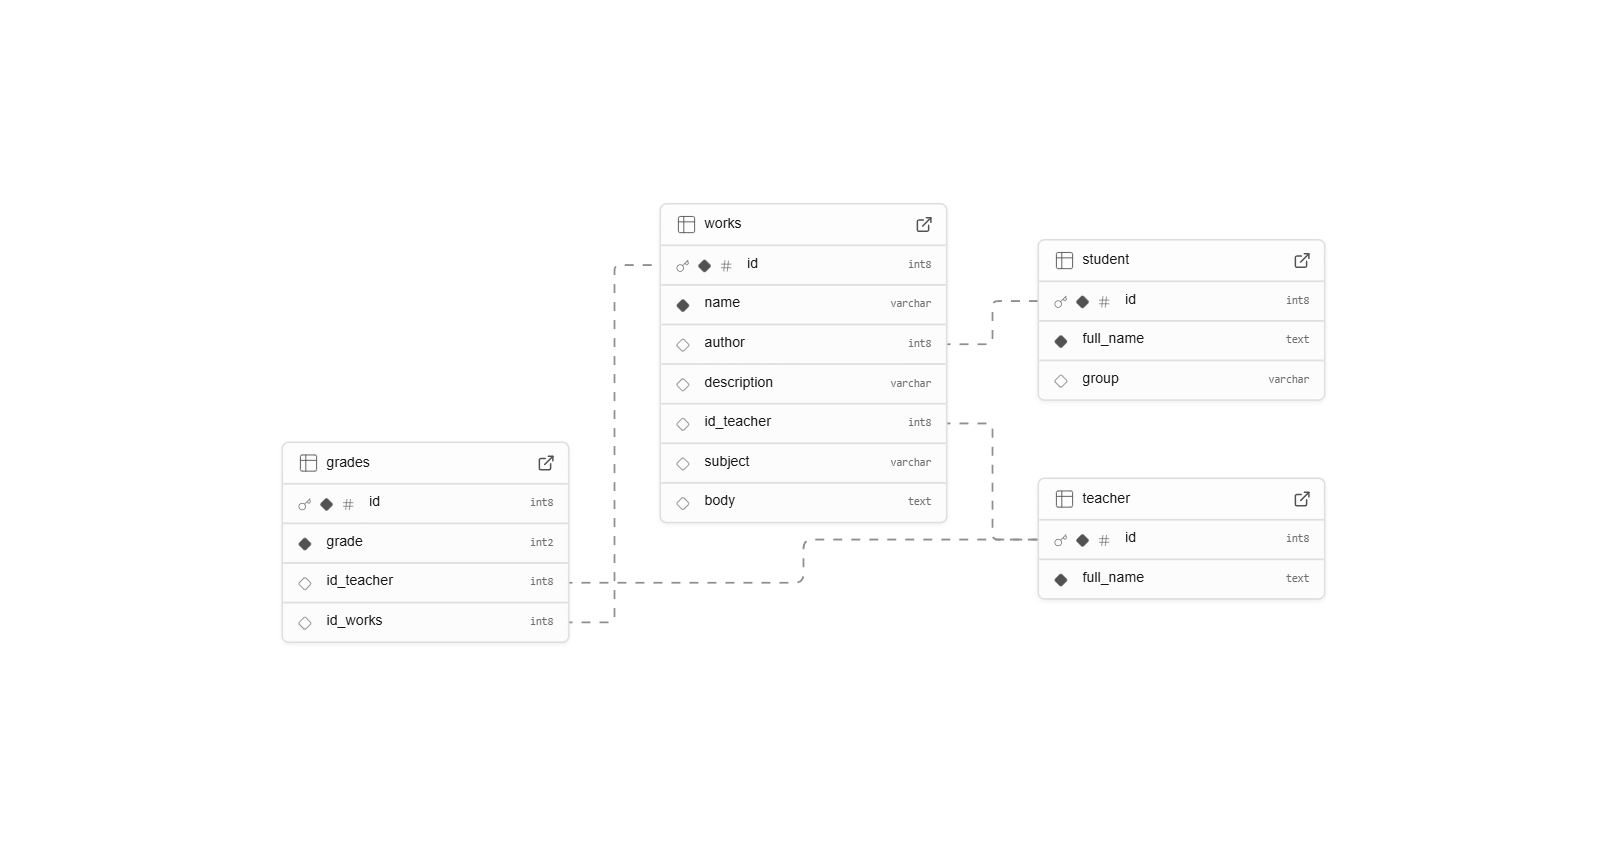 works
id int8
name varchar
author int8
description varchar
id_teacher int8
subject varchar
body text
student
id int8
full_name text
group varchar
grades
id int8
grade int2
id_teacher int8
id_works int8
teacher
id int8
full_name text